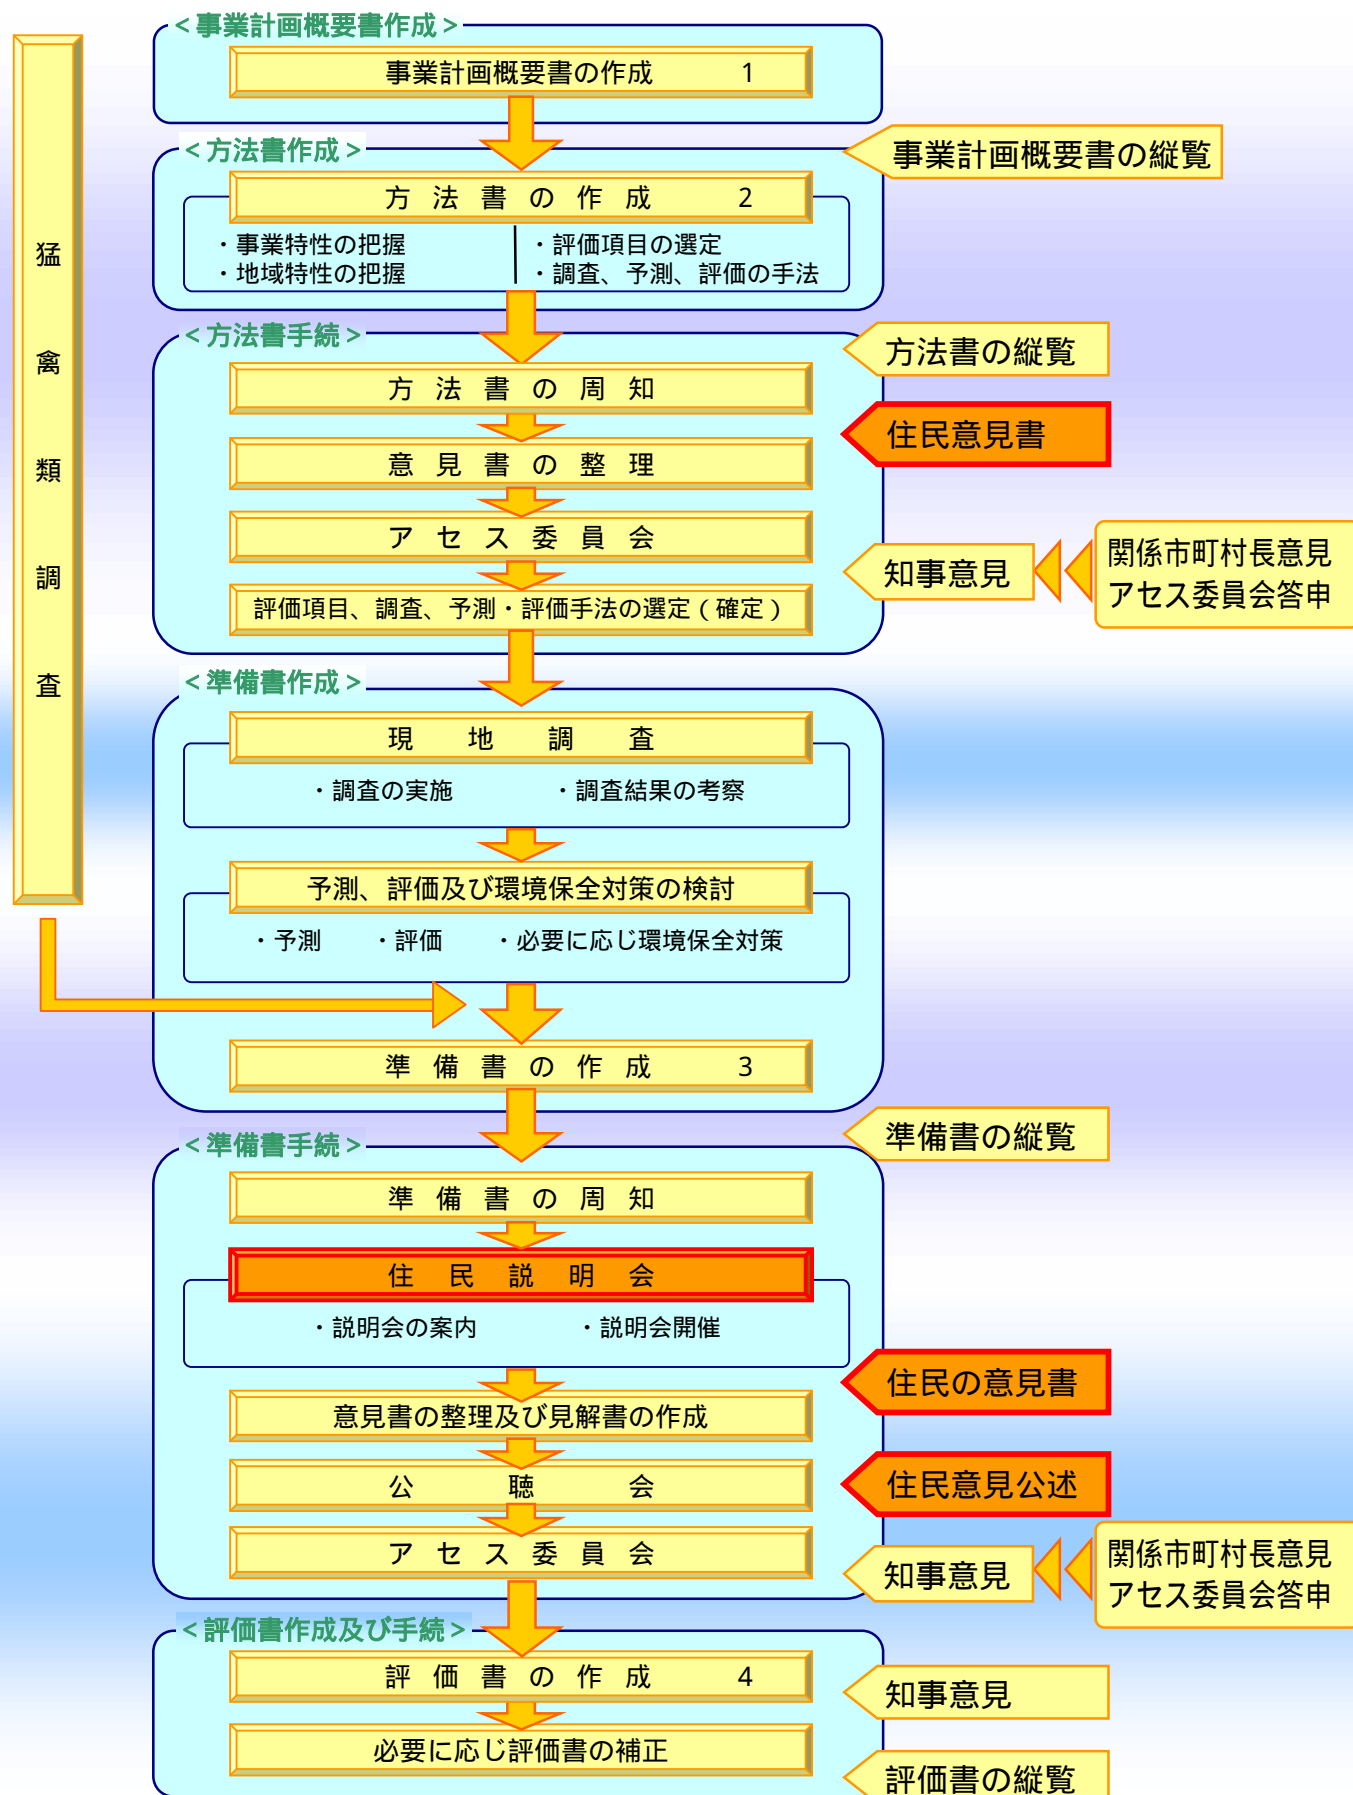 猛禽類調査
＜事業計画概要書作成＞
事業計画概要書の作成　1
事業計画概要書の縦覧
＜方法書作成＞
方法書の作成　2
・事業特性の把握
・地域特性の把握
・評価項目の選定
・調査、予測、評価の手法
＜方法書手続＞
方法書の縦覧
方法書の周知
住民意見書
意見書の整理
アセス委員会
知事意見
関係市町村長意見
アセス委員会答申
評価項目、調査、予測・評価手法の選定（確定）
＜準備書作成＞
現地調査
・調査の実施　・調査結果の考察
予測、評価及び環境保全対策の検討
・予測　・評価　・必要に応じ環境保全対策
準備書の作成　3
準備書の縦覧
＜準備書手続＞
準備書の周知
住民説明会
・説明会の案内　・説明会開催
住民の意見書
意見書の整理及び見解書の作成
公聴会
住民意見公述
アセス委員会
知事意見
関係市町村長意見
アセス委員会答申
＜評価書作成及び手続＞
評価書の作成　4
知事意見
必要に応じ評価書の補正
評価書の縦覧